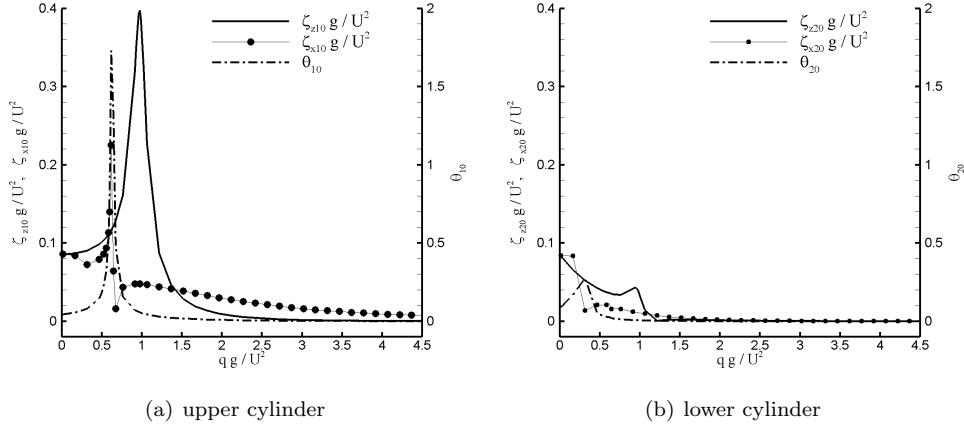 ζz10 g / U²
ζx10 g / U²
θ10
0.4
0.3
0.2
0.1
0
2
1.5
1
0.5
0
ζz10 g / U², ζx10 g / U²
θ10
0 0.5 1 1.5 2 2.5 3 3.5 4 4.5
q g / U²
(a) upper cylinder
ζz20 g / U²
ζx20 g / U²
θ20
0.4
0.3
0.2
0.1
0
2
1.5
1
0.5
0
ζz20 g / U², ζx20 g / U²
θ20
0 0.5 1 1.5 2 2.5 3 3.5 4 4.5
q g / U²
(b) lower cylinder